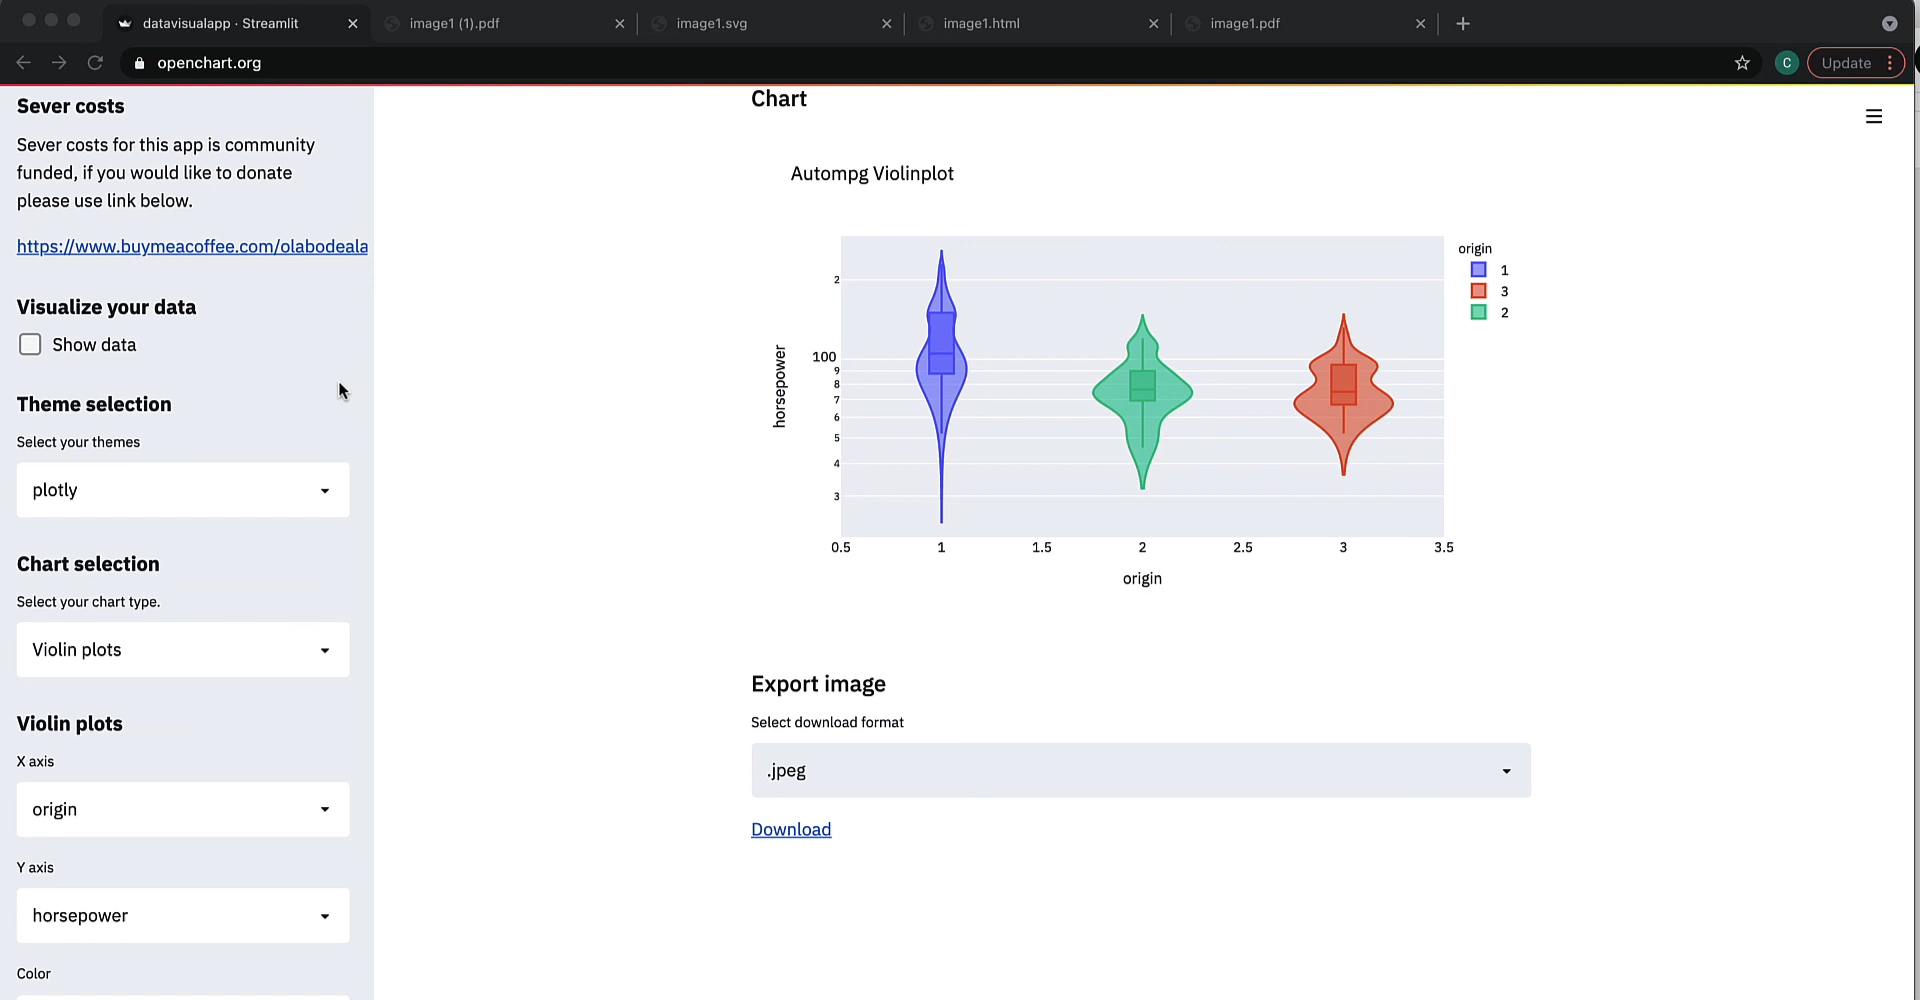 datavisualapp · Streamlit
image1 (1).pdf
image1.svg
image1.html
image1.pdf
openchart.org
C
Update
Sever costs
Sever costs for this app is community
funded, if you would like to donate
please use link below.
https://www.buymeacoffee.com/olabodeala
Visualize your data
Show data
Theme selection
Select your themes
plotly
Chart selection
Select your chart type.
Violin plots
Violin plots
X axis
origin
Y axis
horsepower
Color
Chart
Autompg Violinplot
horsepower
2
100
9
8
7
6
5
4
3
0.5
1
1.5
2
2.5
3
3.5
origin
origin
1
3
2
Export image
Select download format
.jpeg
Download